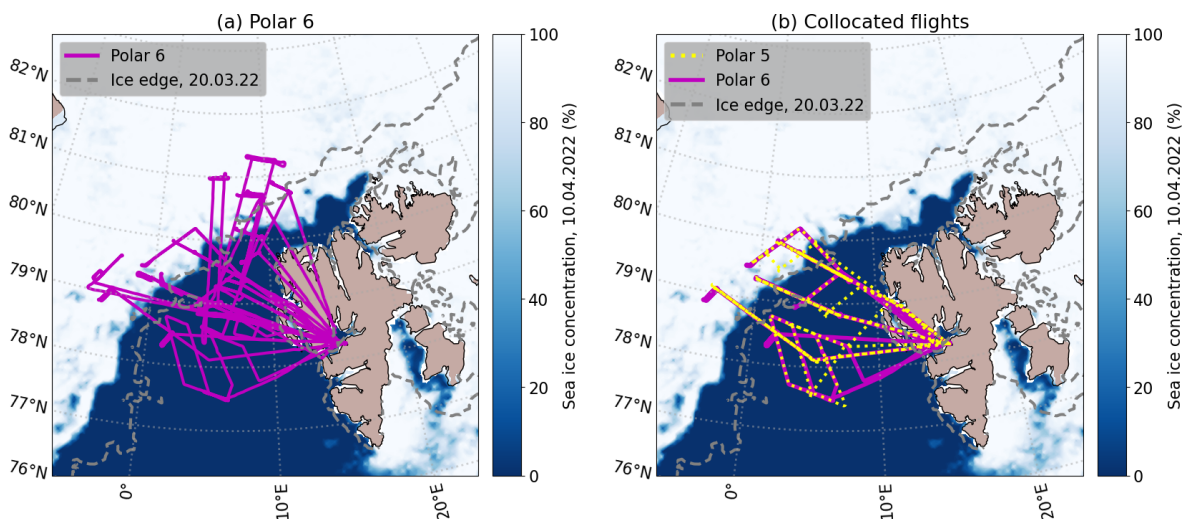 (a) Polar 6
Polar 6
Ice edge, 20.03.22
82°N
81°N
80°N
79°N
78°N
77°N
76°N
0°
10°E
20°E
100
80
60
40
20
0
Sea ice concentration, 10.04.2022 (%)
(b) Collocated flights
Polar 5
Polar 6
Ice edge, 20.03.22
82°N
81°N
80°N
79°N
78°N
77°N
76°N
0°
10°E
20°E
100
80
60
40
20
0
Sea ice concentration, 10.04.2022 (%)